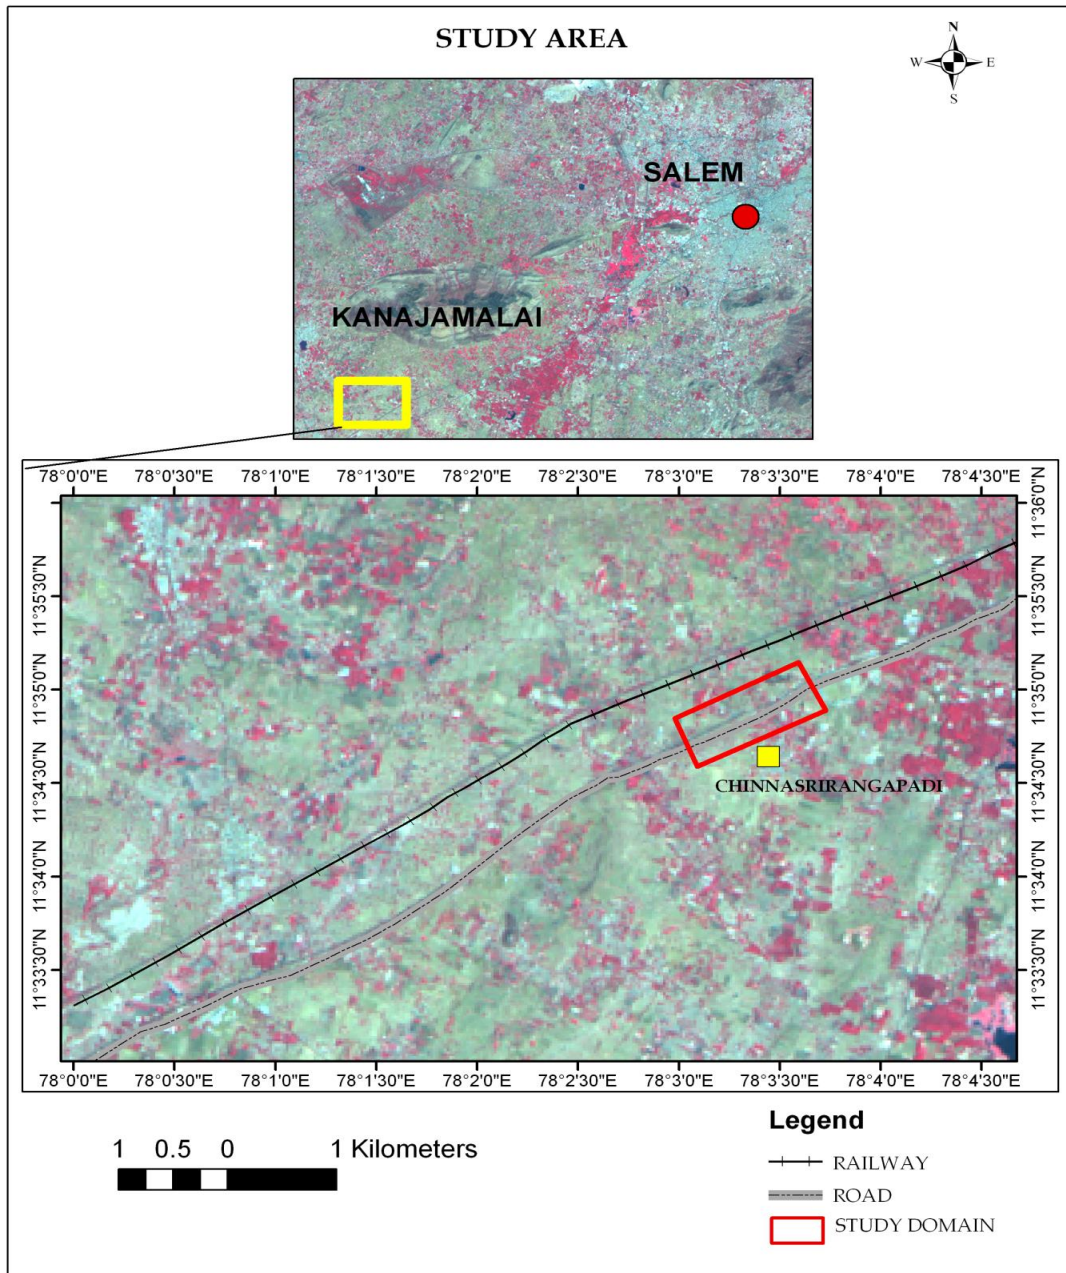 STUDY AREA
N
W E
S
SALEM
KANAJAMALAI
78°0'0"E 78°0'30"E 78°1'0"E 78°1'30"E 78°2'0"E 78°2'30"E 78°3'0"E 78°3'30"E 78°4'0"E 78°4'30"E
11°36'0"N
11°35'30"N 11°35'30"N
11°35'0"N 11°35'0"N
11°34'30"N 11°34'30"N
CHINNASRIRANGAPADI
11°34'0"N 11°34'0"N
11°33'30"N 11°33'30"N
78°0'0"E 78°0'30"E 78°1'0"E 78°1'30"E 78°2'0"E 78°2'30"E 78°3'0"E 78°3'30"E 78°4'0"E 78°4'30"E
Legend
1 0.5 0 1 Kilometers
RAILWAY
ROAD
STUDY DOMAIN